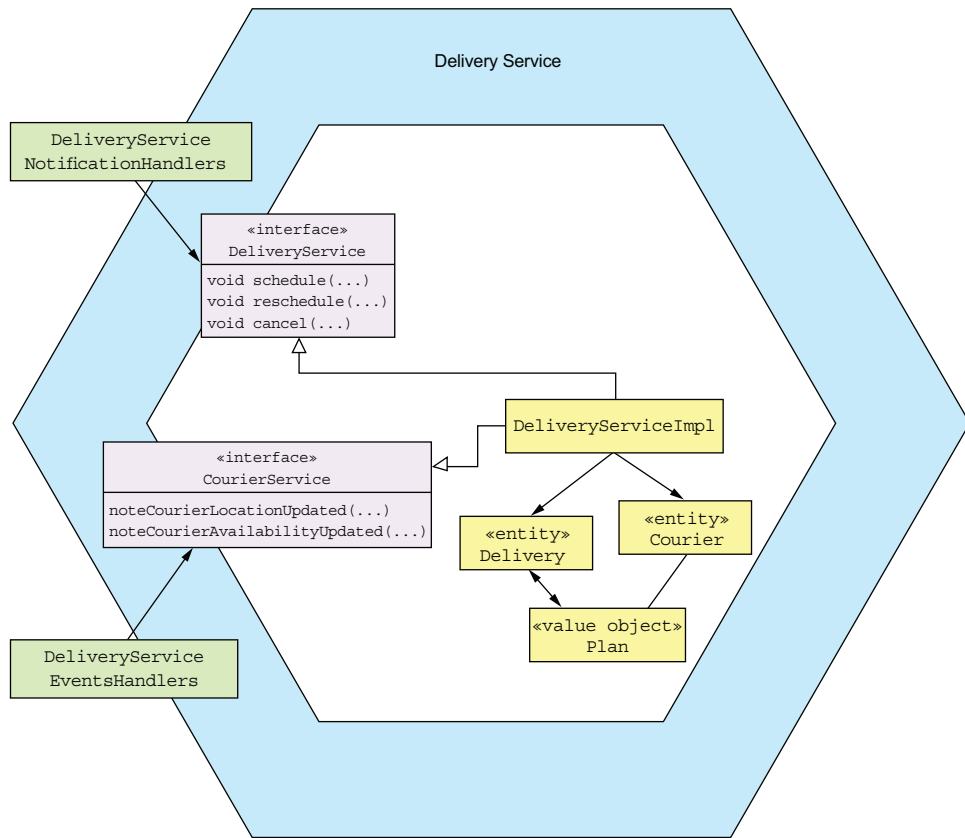 Delivery Service
DeliveryService
NotificationHandlers
«interface»
DeliveryService
void schedule(...)
void reschedule(...)
void cancel(...)
DeliveryServiceImpl
«interface»
CourierService
noteCourierLocationUpdated(...)
noteCourierAvailabilityUpdated(...)
«entity»
Delivery
«entity»
Courier
«value object»
Plan
DeliveryService
EventsHandlers